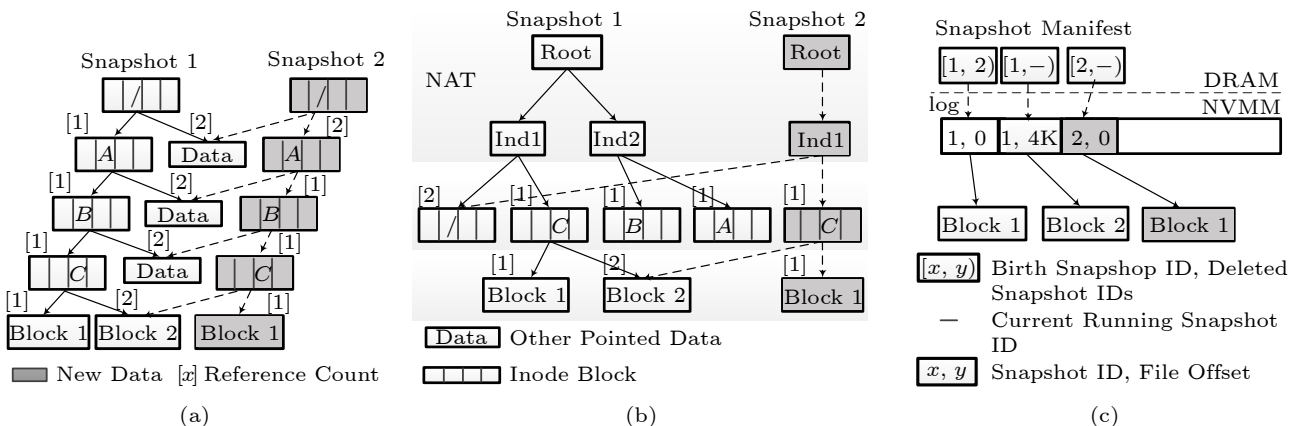 Snapshot 1
Snapshot 2
/
/
[1]
[2]
[2]
A
Data
A
[1]
[2]
[1]
B
Data
B
[1]
[2]
[1]
C
Data
C
[1]
[2]
[1]
Block 1
Block 2
Block 1
New Data
[x] Reference Count
(a)
Snapshot 1
Snapshot 2
Root
Root
NAT
Ind1
Ind2
Ind1
[2]
[1]
[1]
[1]
[1]
/
C
B
A
C
[1]
[2]
[1]
Block 1
Block 2
Block 1
Data Other Pointed Data
Inode Block
(b)
Snapshot Manifest
[1, 2)
[1,−)
[2,−)
DRAM
log
NVMM
1, 0
1, 4K
2, 0
Block 1
Block 2
Block 1
[x, y) Birth Snapshop ID, Deleted
Snapshot IDs
— Current Running Snapshot
ID
x, y Snapshot ID, File Offset
(c)